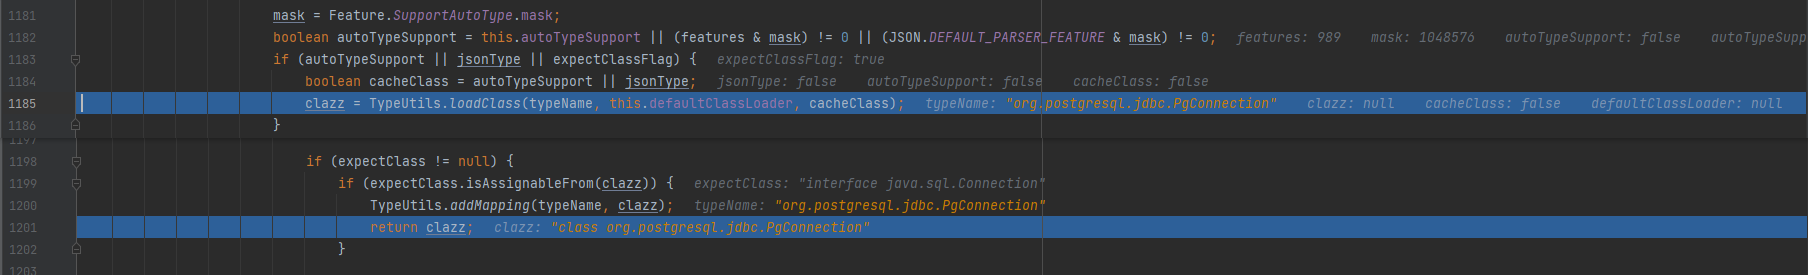 1181 mask = Feature.SupportAutoType.mask;
1182 boolean autoTypeSupport = this.autoTypeSupport || (features & mask) != 0 || (JSON.DEFAULT_PARSER_FEATURE & mask) != 0; features: 989 mask: 1048576 autoTypeSupport: false autoTypeSupp
1183 if (autoTypeSupport || jsonType || expectClassFlag) { expectClassFlag: true
1184 boolean cacheClass = autoTypeSupport || jsonType; jsonType: false autoTypeSupport: false cacheClass: false
1185 clazz = TypeUtils.loadClass(typeName, this.defaultClassLoader, cacheClass); typeName: "org.postgresql.jdbc.PgConnection" clazz: null cacheClass: false defaultClassLoader: null
1186 }
1197
1198 if (expectClass != null) {
1199 if (expectClass.isAssignableFrom(clazz)) { expectClass: "interface java.sql.Connection"
1200 TypeUtils.addMapping(typeName, clazz); typeName: "org.postgresql.jdbc.PgConnection"
1201 return clazz; clazz: "class org.postgresql.jdbc.PgConnection"
1202 }
1203